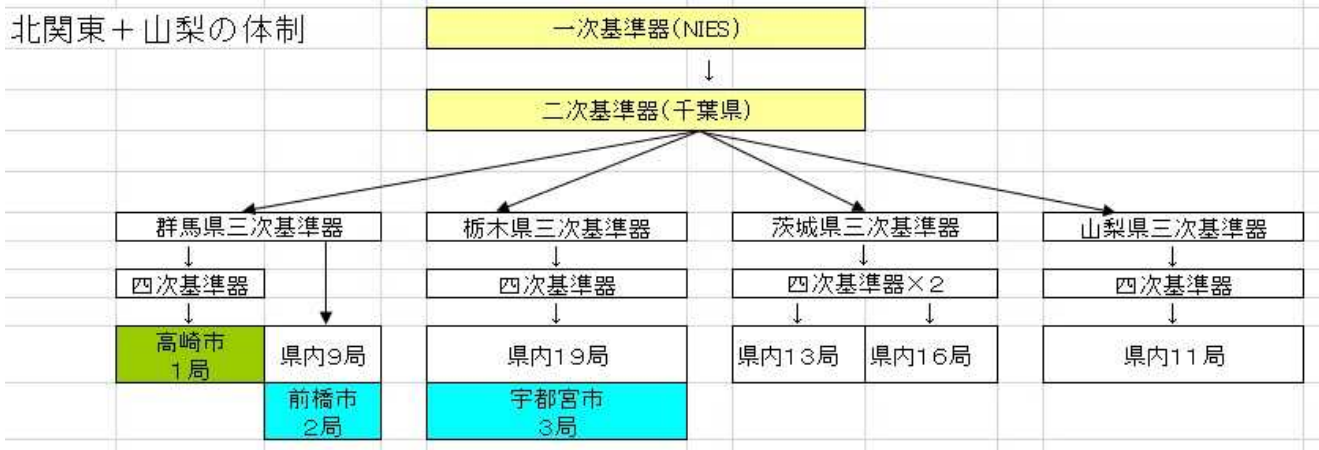 北関東＋山梨の体制
一次基準器(NIES)
↓
二次基準器(千葉県)
群馬県三次基準器
栃木県三次基準器
茨城県三次基準器
山梨県三次基準器
↓
↓
↓
↓
四次基準器
四次基準器
四次基準器×２
四次基準器
↓
↓
↓
↓
↓
高崎市
１局
県内9局
県内19局
県内13局
県内16局
県内11局
前橋市
２局
宇都宮市
３局